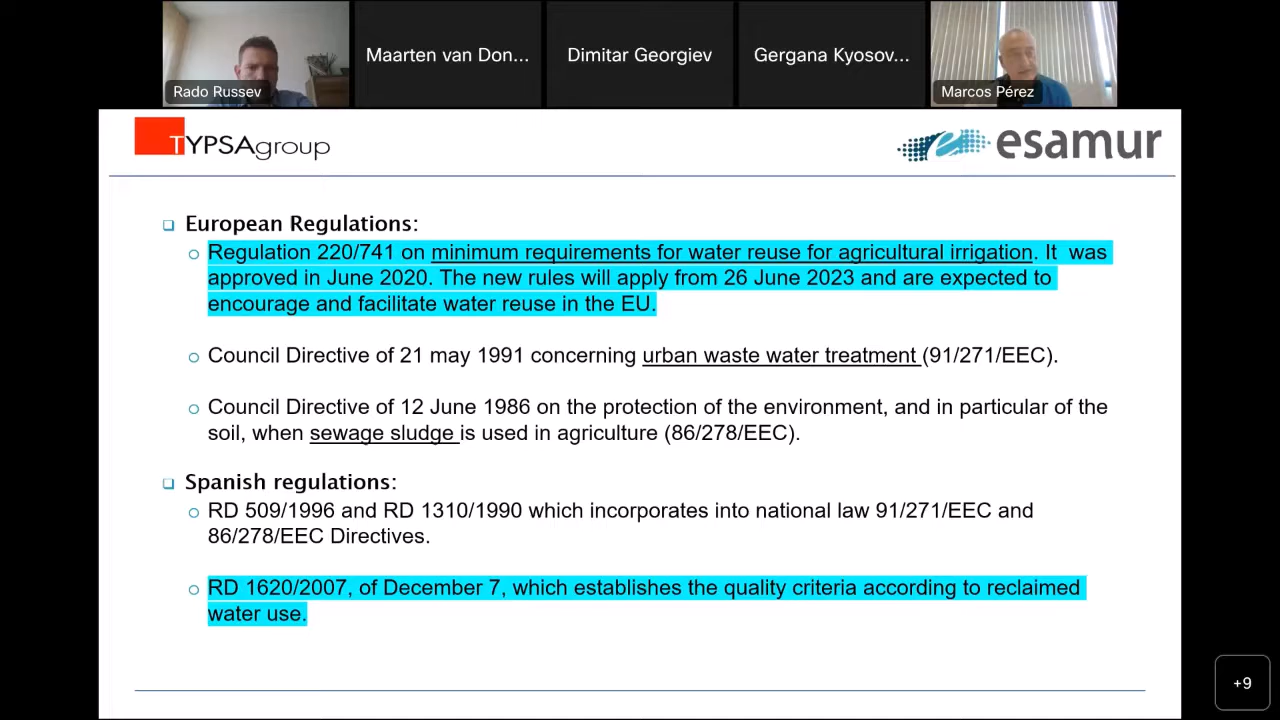 Rado Russev
Maarten van Don...
Dimitar Georgiev
Gergana Kyosov...
Marcos Pérez
TYPSAgroup
esamur
European Regulations:
Regulation 220/741 on minimum requirements for water reuse for agricultural irrigation. It was
approved in June 2020. The new rules will apply from 26 June 2023 and are expected to
encourage and facilitate water reuse in the EU.
Council Directive of 21 may 1991 concerning urban waste water treatment (91/271/EEC).
Council Directive of 12 June 1986 on the protection of the environment, and in particular of the
soil, when sewage sludge is used in agriculture (86/278/EEC).
Spanish regulations:
RD 509/1996 and RD 1310/1990 which incorporates into national law 91/271/EEC and
86/278/EEC Directives.
RD 1620/2007, of December 7, which establishes the quality criteria according to reclaimed
water use.
+9